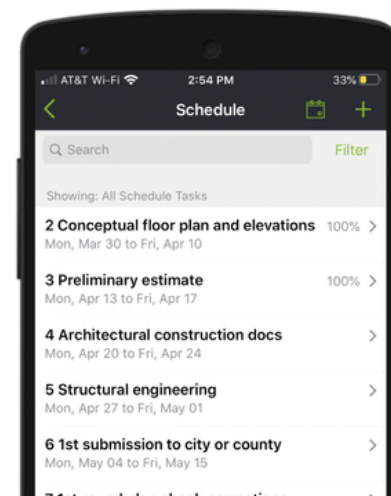 AT&T Wi-Fi 2:54 PM 33%
Schedule
Search Filter
Showing: All Schedule Tasks
2 Conceptual floor plan and elevations 100%
Mon, Mar 30 to Fri, Apr 10
3 Preliminary estimate 100%
Mon, Apr 13 to Fri, Apr 17
4 Architectural construction docs
Mon, Apr 20 to Fri, Apr 24
5 Structural engineering
Mon, Apr 27 to Fri, May 01
6 1st submission to city or county
Mon, May 04 to Fri, May 15